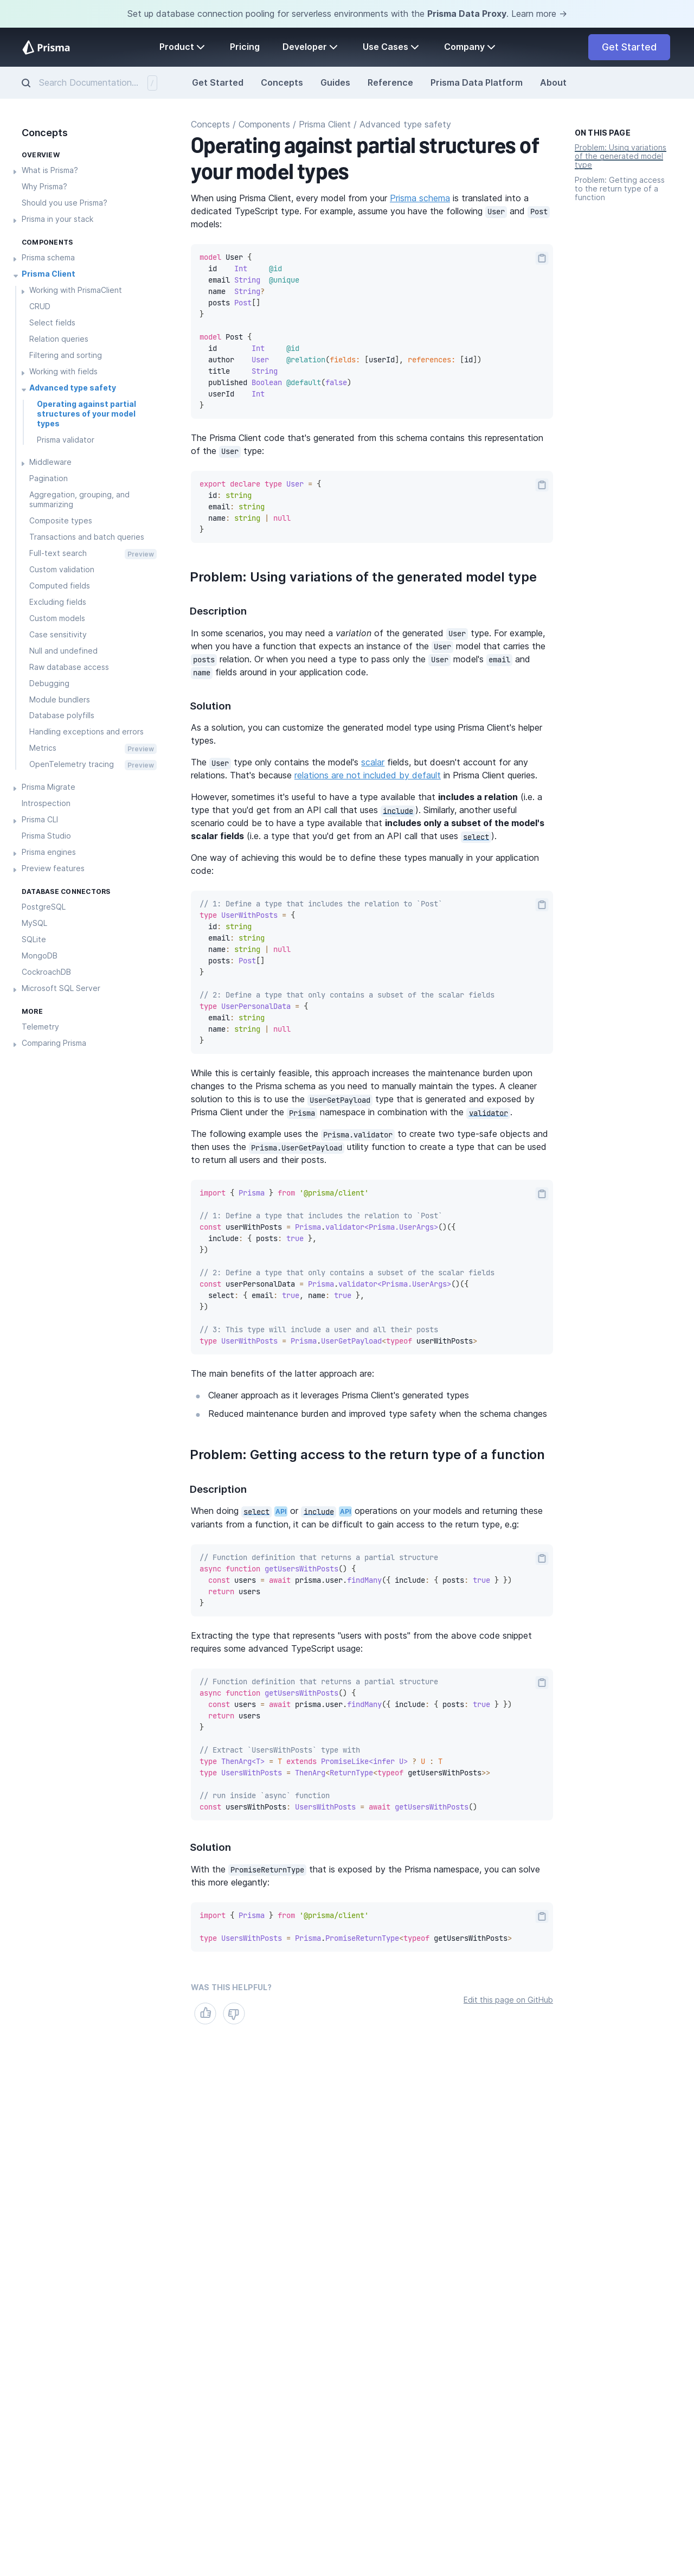 Set up database connection pooling for serverless environments with the Prisma Data Proxy. Learn more →
Prisma
Product
Pricing
Developer
Use Cases
Company
Get Started
Search Documentation...
/
Get Started
Concepts
Guides
Reference
Prisma Data Platform
About
Concepts
OVERVIEW
What is Prisma?
Why Prisma?
Should you use Prisma?
Prisma in your stack
COMPONENTS
Prisma schema
Prisma Client
Working with PrismaClient
CRUD
Select fields
Relation queries
Filtering and sorting
Working with fields
Advanced type safety
Operating against partial
structures of your model
types
Prisma validator
Middleware
Pagination
Aggregation, grouping, and
summarizing
Composite types
Transactions and batch queries
Full-text search Preview
Custom validation
Computed fields
Excluding fields
Custom models
Case sensitivity
Null and undefined
Raw database access
Debugging
Module bundlers
Database polyfills
Handling exceptions and errors
Metrics Preview
OpenTelemetry tracing Preview
Prisma Migrate
Introspection
Prisma CLI
Prisma Studio
Prisma engines
Preview features
DATABASE CONNECTORS
PostgreSQL
MySQL
SQLite
MongoDB
CockroachDB
Microsoft SQL Server
MORE
Telemetry
Comparing Prisma
Concepts / Components / Prisma Client / Advanced type safety
Operating against partial structures of
your model types
When using Prisma Client, every model from your Prisma schema is translated into a
dedicated TypeScript type. For example, assume you have the following User and Post
models:
model User {
  id    Int     @id
  email String  @unique
  name  String?
  posts Post[]
}
model Post {
  id        Int     @id
  author    User    @relation(fields: [userId], references: [id])
  title     String
  published Boolean @default(false)
  userId    Int
}
The Prisma Client code that's generated from this schema contains this representation
of the User type:
export declare type User = {
  id: string
  email: string
  name: string | null
}
Problem: Using variations of the generated model type
Description
In some scenarios, you may need a variation of the generated User type. For example,
when you have a function that expects an instance of the User model that carries the
posts relation. Or when you need a type to pass only the User model's email and
name fields around in your application code.
Solution
As a solution, you can customize the generated model type using Prisma Client's helper
types.
The User type only contains the model's scalar fields, but doesn't account for any
relations. That's because relations are not included by default in Prisma Client queries.
However, sometimes it's useful to have a type available that includes a relation (i.e. a
type that you'd get from an API call that uses include). Similarly, another useful
scenario could be to have a type available that includes only a subset of the model's
scalar fields (i.e. a type that you'd get from an API call that uses select).
One way of achieving this would be to define these types manually in your application
code:
// 1: Define a type that includes the relation to `Post`
type UserWithPosts = {
  id: string
  email: string
  name: string | null
  posts: Post[]
}
// 2: Define a type that only contains a subset of the scalar fields
type UserPersonalData = {
  email: string
  name: string | null
}
While this is certainly feasible, this approach increases the maintenance burden upon
changes to the Prisma schema as you need to manually maintain the types. A cleaner
solution to this is to use the UserGetPayload type that is generated and exposed by
Prisma Client under the Prisma namespace in combination with the validator.
The following example uses the Prisma.validator to create two type-safe objects and
then uses the Prisma.UserGetPayload utility function to create a type that can be used
to return all users and their posts.
import { Prisma } from '@prisma/client'
// 1: Define a type that includes the relation to `Post`
const userWithPosts = Prisma.validator<Prisma.UserArgs>()({
  include: { posts: true },
})
// 2: Define a type that only contains a subset of the scalar fields
const userPersonalData = Prisma.validator<Prisma.UserArgs>()({
  select: { email: true, name: true },
})
// 3: This type will include a user and all their posts
type UserWithPosts = Prisma.UserGetPayload<typeof userWithPosts>
The main benefits of the latter approach are:
Cleaner approach as it leverages Prisma Client's generated types
Reduced maintenance burden and improved type safety when the schema changes
Problem: Getting access to the return type of a function
Description
When doing select API or include API operations on your models and returning these
variants from a function, it can be difficult to gain access to the return type, e.g:
// Function definition that returns a partial structure
async function getUsersWithPosts() {
  const users = await prisma.user.findMany({ include: { posts: true } })
  return users
}
Extracting the type that represents "users with posts" from the above code snippet
requires some advanced TypeScript usage:
// Function definition that returns a partial structure
async function getUsersWithPosts() {
  const users = await prisma.user.findMany({ include: { posts: true } })
  return users
}
// Extract `UsersWithPosts` type with
type ThenArg<T> = T extends PromiseLike<infer U> ? U : T
type UsersWithPosts = ThenArg<ReturnType<typeof getUsersWithPosts>>
// run inside `async` function
const usersWithPosts: UsersWithPosts = await getUsersWithPosts()
Solution
With the PromiseReturnType that is exposed by the Prisma namespace, you can solve
this more elegantly:
import { Prisma } from '@prisma/client'
type UsersWithPosts = Prisma.PromiseReturnType<typeof getUsersWithPosts>
WAS THIS HELPFUL?
Edit this page on GitHub
ON THIS PAGE
Problem: Using variations
of the generated model
type
Problem: Getting access
to the return type of a
function